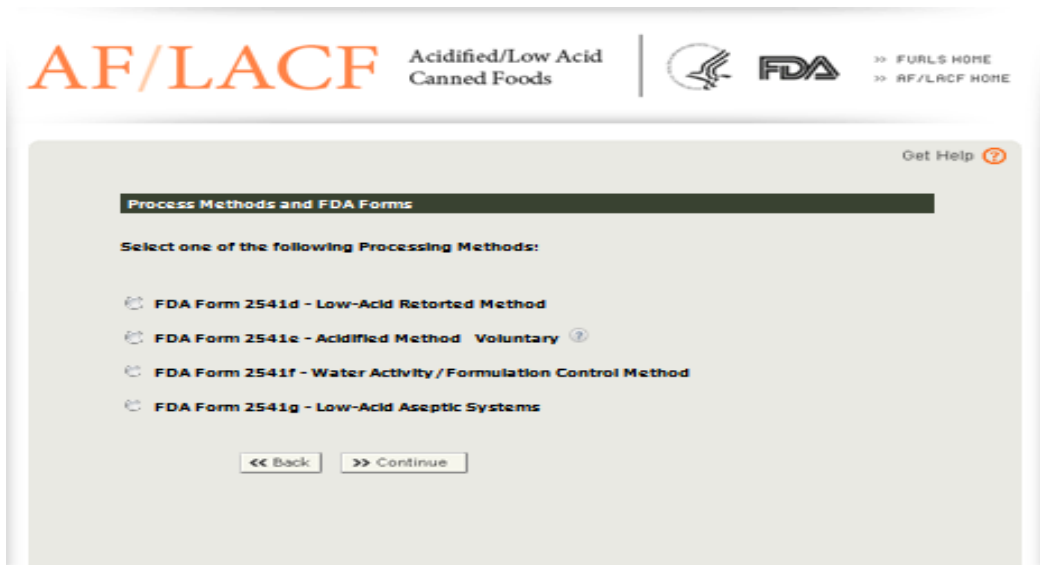 AF/LACF
Acidified/Low Acid
Canned Foods
FDA
>> FURLS HOME
>> AF/LACF HOME
Get Help ?
Process Methods and FDA Forms
Select one of the following Processing Methods:
FDA Form 2541d - Low-Acid Retorted Method
FDA Form 2541e - Acidified Method Voluntary ?
FDA Form 2541f - Water Activity/Formulation Control Method
FDA Form 2541g - Low-Acid Aseptic Systems
<< Back >> Continue